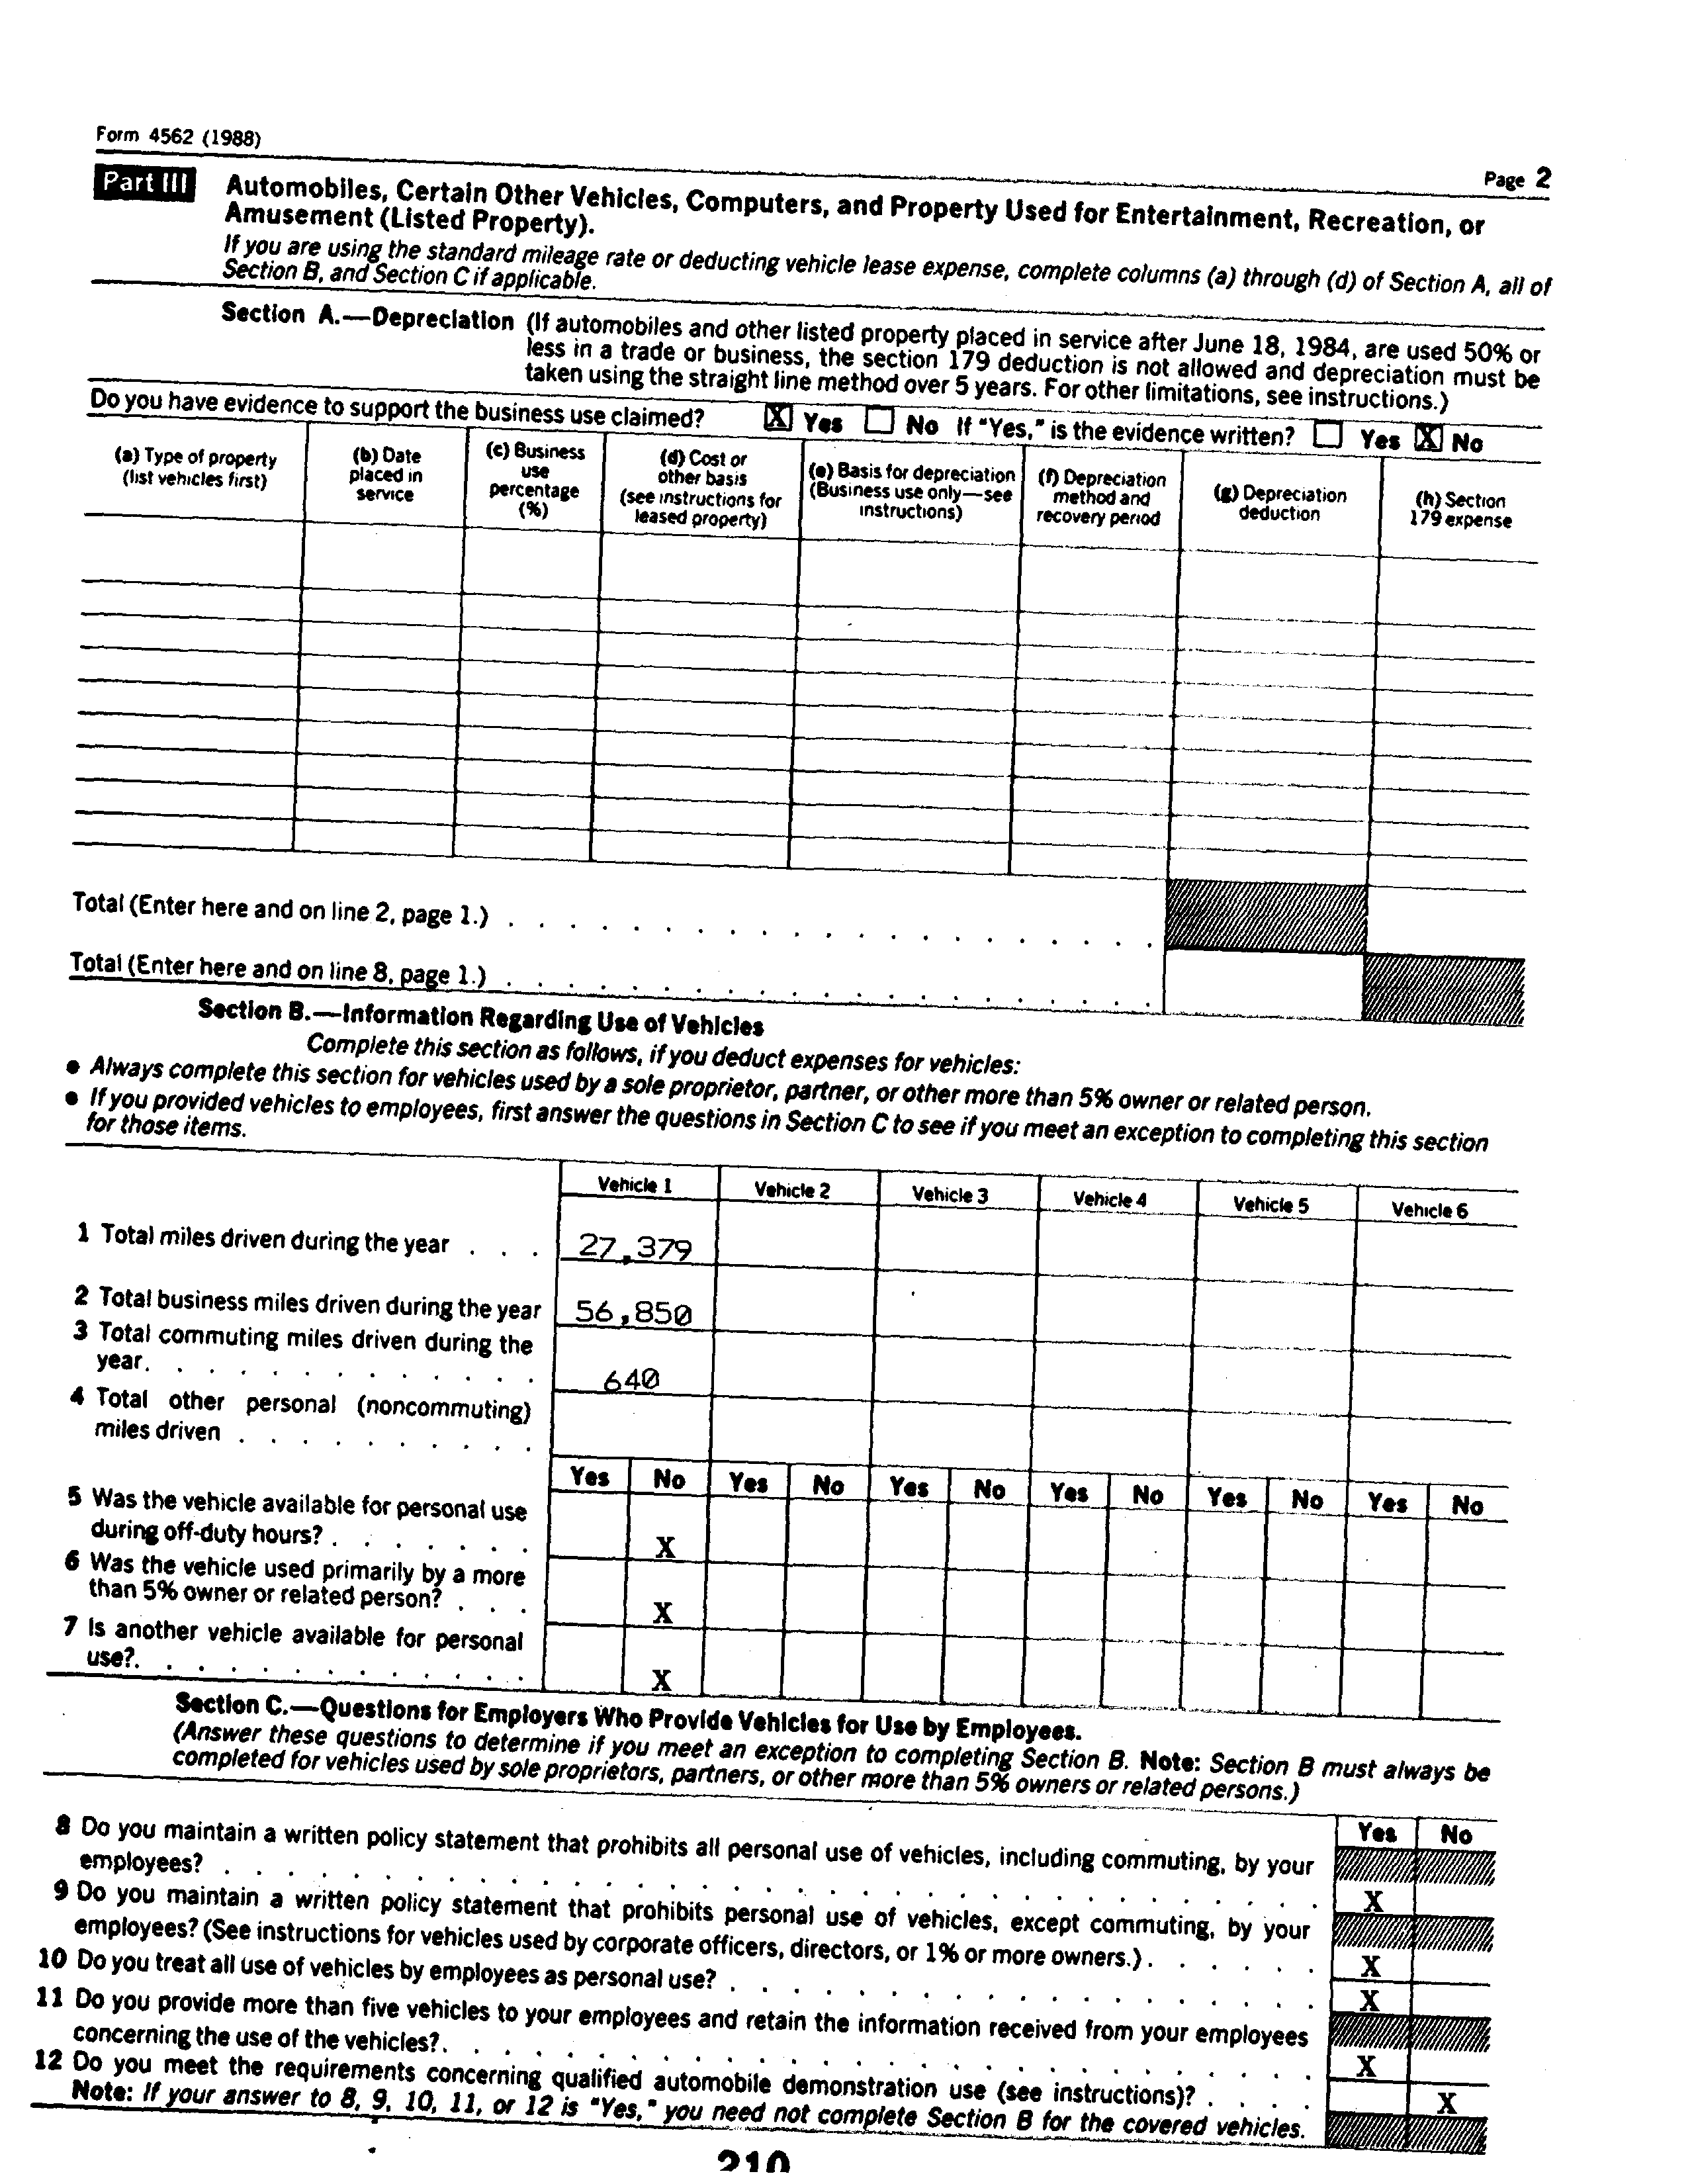 Form 4562 (1988)
Page 2
Part III Automobiles, Certain Other Vehicles, Computers, and Property Used for Entertainment, Recreation, or
Amusement (Listed Property).
If you are using the standard mileage rate or deducting vehicle lease expense, complete columns (a) through (d) of Section A, all of
Section B, and Section C if applicable.
Section A.—Depreciation (If automobiles and other listed property placed in service after June 18, 1984, are used 50% or
less in a trade or business, the section 179 deduction is not allowed and depreciation must be
taken using the straight line method over 5 years. For other limitations, see instructions.)
Do you have evidence to support the business use claimed? X Yes No If "Yes," is the evidence written? Yes X No
(a) Type of property
(list vehicles first)
(b) Date
placed in
service
(c) Business
use
percentage
(%)
(d) Cost or
other basis
(see instructions for
leased property)
(e) Basis for depreciation
(Business use only—see
instructions)
(f) Depreciation
method and
recovery period
(g) Depreciation
deduction
(h) Section
179 expense
Total (Enter here and on line 2, page 1.) . . . . . . . . . . . . . . . . . . . . .
Total (Enter here and on line 8, page 1.) . . . . . . . . . . . . . . . . . . . . .
Section B.—Information Regarding Use of Vehicles
Complete this section as follows, if you deduct expenses for vehicles:
● Always complete this section for vehicles used by a sole proprietor, partner, or other more than 5% owner or related person.
● If you provided vehicles to employees, first answer the questions in Section C to see if you meet an exception to completing this section
for those items.
Vehicle 1 Vehicle 2 Vehicle 3 Vehicle 4 Vehicle 5 Vehicle 6
1 Total miles driven during the year . . . 27,379
2 Total business miles driven during the year 56,850
3 Total commuting miles driven during the
year. . . . . . . . . . . . . 640
4 Total other personal (noncommuting)
miles driven . . . . . . . . . .
Yes No Yes No Yes No Yes No Yes No Yes No
5 Was the vehicle available for personal use
during off-duty hours? . . . . . . . X
6 Was the vehicle used primarily by a more
than 5% owner or related person? . . . X
7 Is another vehicle available for personal
use?. . . . . . . . . . . . . X
Section C.—Questions for Employers Who Provide Vehicles for Use by Employees.
(Answer these questions to determine if you meet an exception to completing Section B. Note: Section B must always be
completed for vehicles used by sole proprietors, partners, or other more than 5% owners or related persons.)
Yes No
8 Do you maintain a written policy statement that prohibits all personal use of vehicles, including commuting, by your
employees? . . . . . . . . . . . . . . . . . . . . . . . . . . . . . . . . . . X
9 Do you maintain a written policy statement that prohibits personal use of vehicles, except commuting, by your
employees? (See instructions for vehicles used by corporate officers, directors, or 1% or more owners.) . . . . . . X
10 Do you treat all use of vehicles by employees as personal use? . . . . . . . . . . . . . . . . . . . X
11 Do you provide more than five vehicles to your employees and retain the information received from your employees
concerning the use of the vehicles?. . . . . . . . . . . . . . . . . . . . . . . . . . . . X
12 Do you meet the requirements concerning qualified automobile demonstration use (see instructions)? . . . . X
Note: If your answer to 8, 9, 10, 11, or 12 is "Yes," you need not complete Section B for the covered vehicles.
210